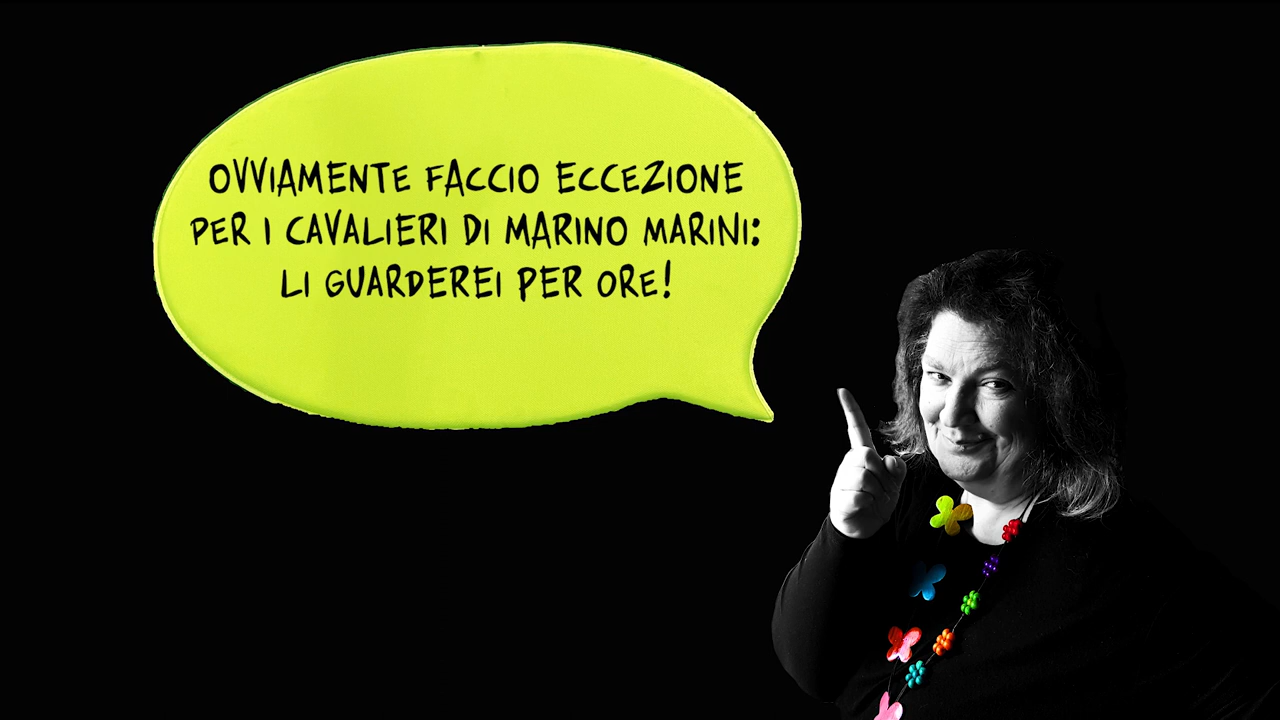 OVVIAMENTE FACCIO ECCEZIONE
PER I CAVALIERI DI MARINO MARINI:
LI GUARDEREI PER ORE!